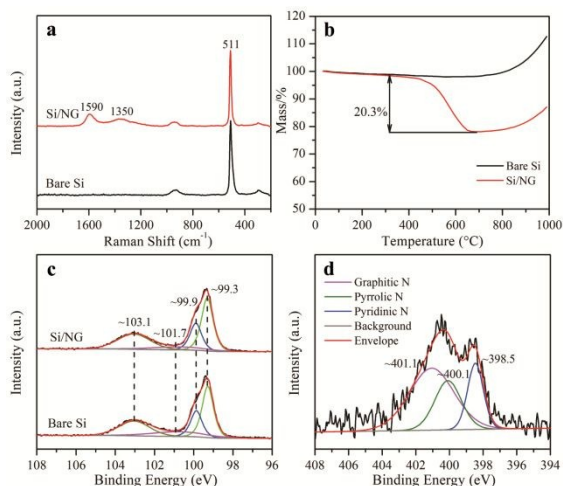 a
511
1590
1350
Si/NG
Bare Si
Intensity (a.u.)
2000
1600
1200
800
400
Raman Shift (cm⁻¹)
b
120
110
100
90
80
70
60
50
20.3%
Bare Si
Si/NG
Mass/%
0
200
400
600
800
1000
Temperature (°C)
c
~103.1
~101.7
~99.9
~99.3
Si/NG
Bare Si
Intensity (a.u.)
108
106
104
102
100
98
96
Binding Energy (eV)
d
Graphitic N
Pyrrolic N
Pyridinic N
Background
Envelope
~401.1
~400.1
~398.5
Intensity (a.u.)
408
406
404
402
400
398
396
394
Binding Energy (eV)